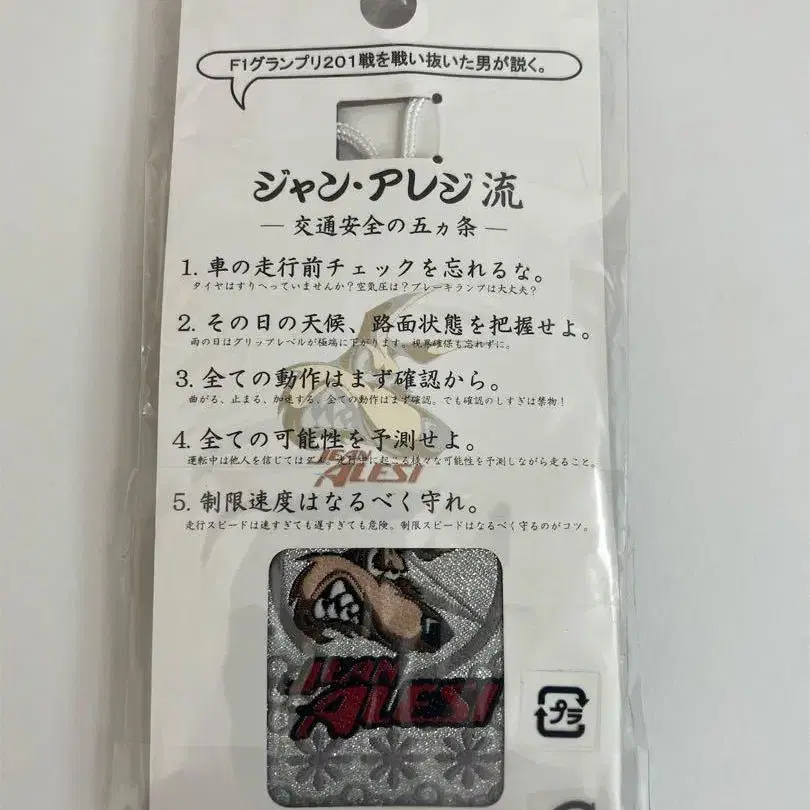 F1グランプリ201戦を戦い抜いた男が説く。
ジャン・アレジ流
― 交通安全の五ヵ条 ―
1. 車の走行前チェックを忘れるな。
タイヤはすりへっていませんか？空気圧は？ブレーキランプは大丈夫？
2. その日の天候、路面状態を把握せよ。
雨の日はグリップレベルが極端に下がります。視界確保も忘れずに。
3. 全ての動作はまず確認から。
曲がる、止まる、加速する、全ての動作はまず確認。でも確認のしすぎは禁物！
4. 全ての可能性を予測せよ。
運転中は他人を信じてはダメ。走行中に起こる様々な可能性を予測しながら走ること。
JEAN
ALESI
5. 制限速度はなるべく守れ。
走行スピードは速すぎても遅すぎても危険。制限スピードはなるべく守るのがコツ。
JEAN
ALESI
プラ